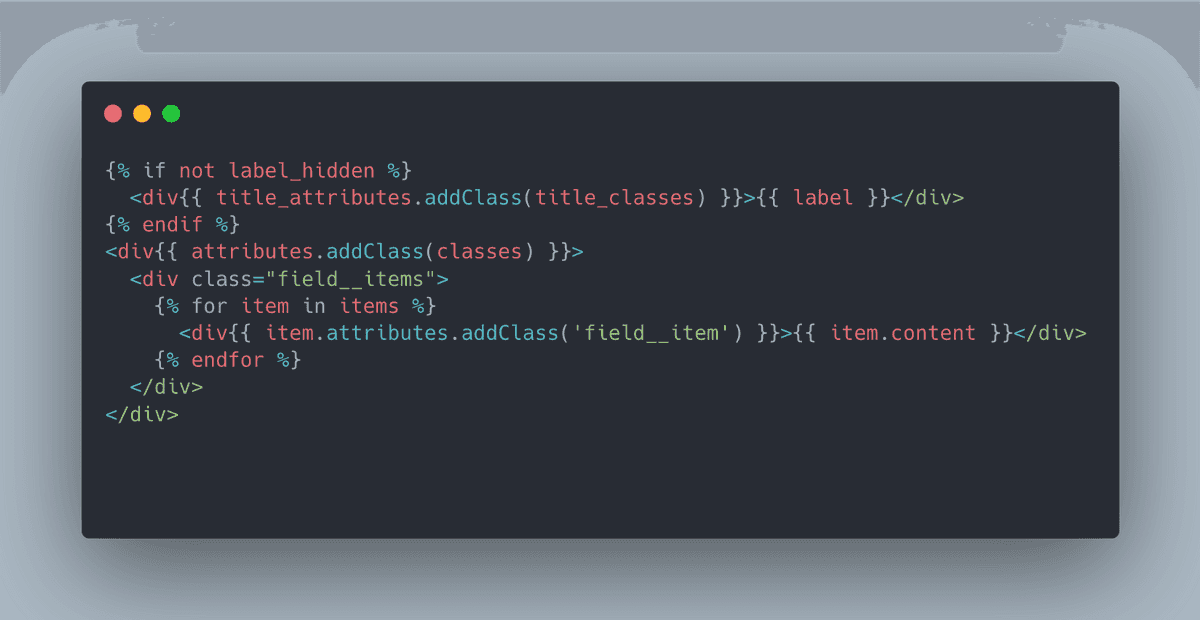 {% if not label_hidden %}
  <div{{ title_attributes.addClass(title_classes) }}>{{ label }}</div>
{% endif %}
<div{{ attributes.addClass(classes) }}>
  <div class="field__items">
    {% for item in items %}
      <div{{ item.attributes.addClass('field__item') }}>{{ item.content }}</div>
    {% endfor %}
  </div>
</div>